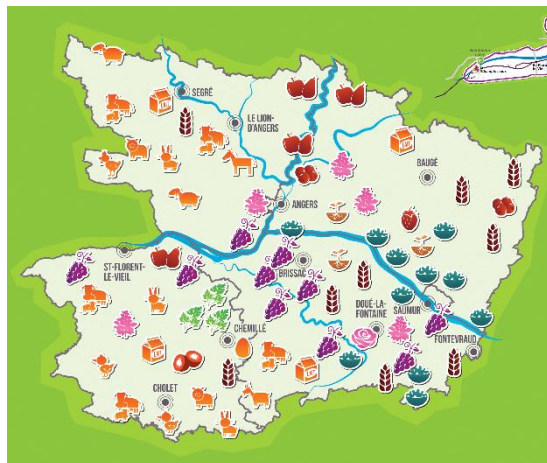 SEGRÉ
LE LION-
D'ANGERS
BAUGÉ
ANGERS
ST-FLORENT-
LE-VIEIL
BRISSAC
DOUÉ-LA-
FONTAINE
SAUMUR
FONTEVRAUD
CHEMILLÉ
CHOLET